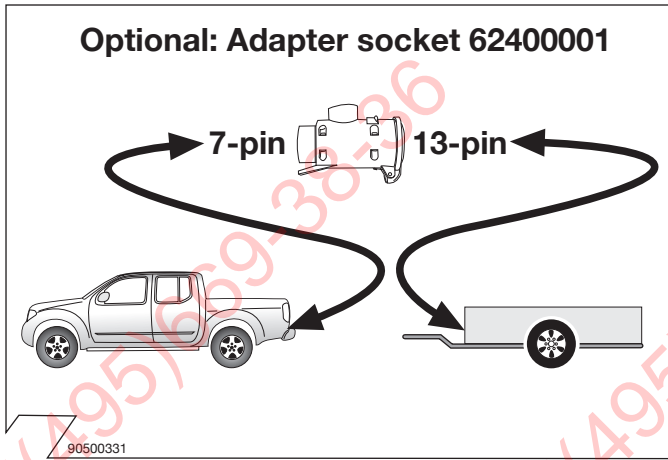 Optional: Adapter socket 62400001
7-pin 13-pin
(495)669-38-36
(495)
90500331